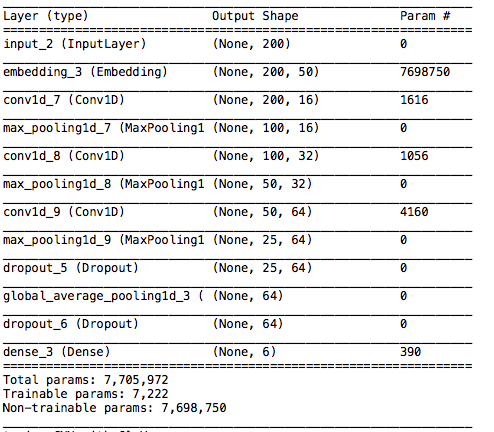 Layer (type) Output Shape Param #
input_2 (InputLayer) (None, 200) 0
embedding_3 (Embedding) (None, 200, 50) 7698750
conv1d_7 (Conv1D) (None, 200, 16) 1616
max_pooling1d_7 (MaxPooling1 (None, 100, 16) 0
conv1d_8 (Conv1D) (None, 100, 32) 1056
max_pooling1d_8 (MaxPooling1 (None, 50, 32) 0
conv1d_9 (Conv1D) (None, 50, 64) 4160
max_pooling1d_9 (MaxPooling1 (None, 25, 64) 0
dropout_5 (Dropout) (None, 25, 64) 0
global_average_pooling1d_3 ( (None, 64) 0
dropout_6 (Dropout) (None, 64) 0
dense_3 (Dense) (None, 6) 390
Total params: 7,705,972
Trainable params: 7,222
Non-trainable params: 7,698,750